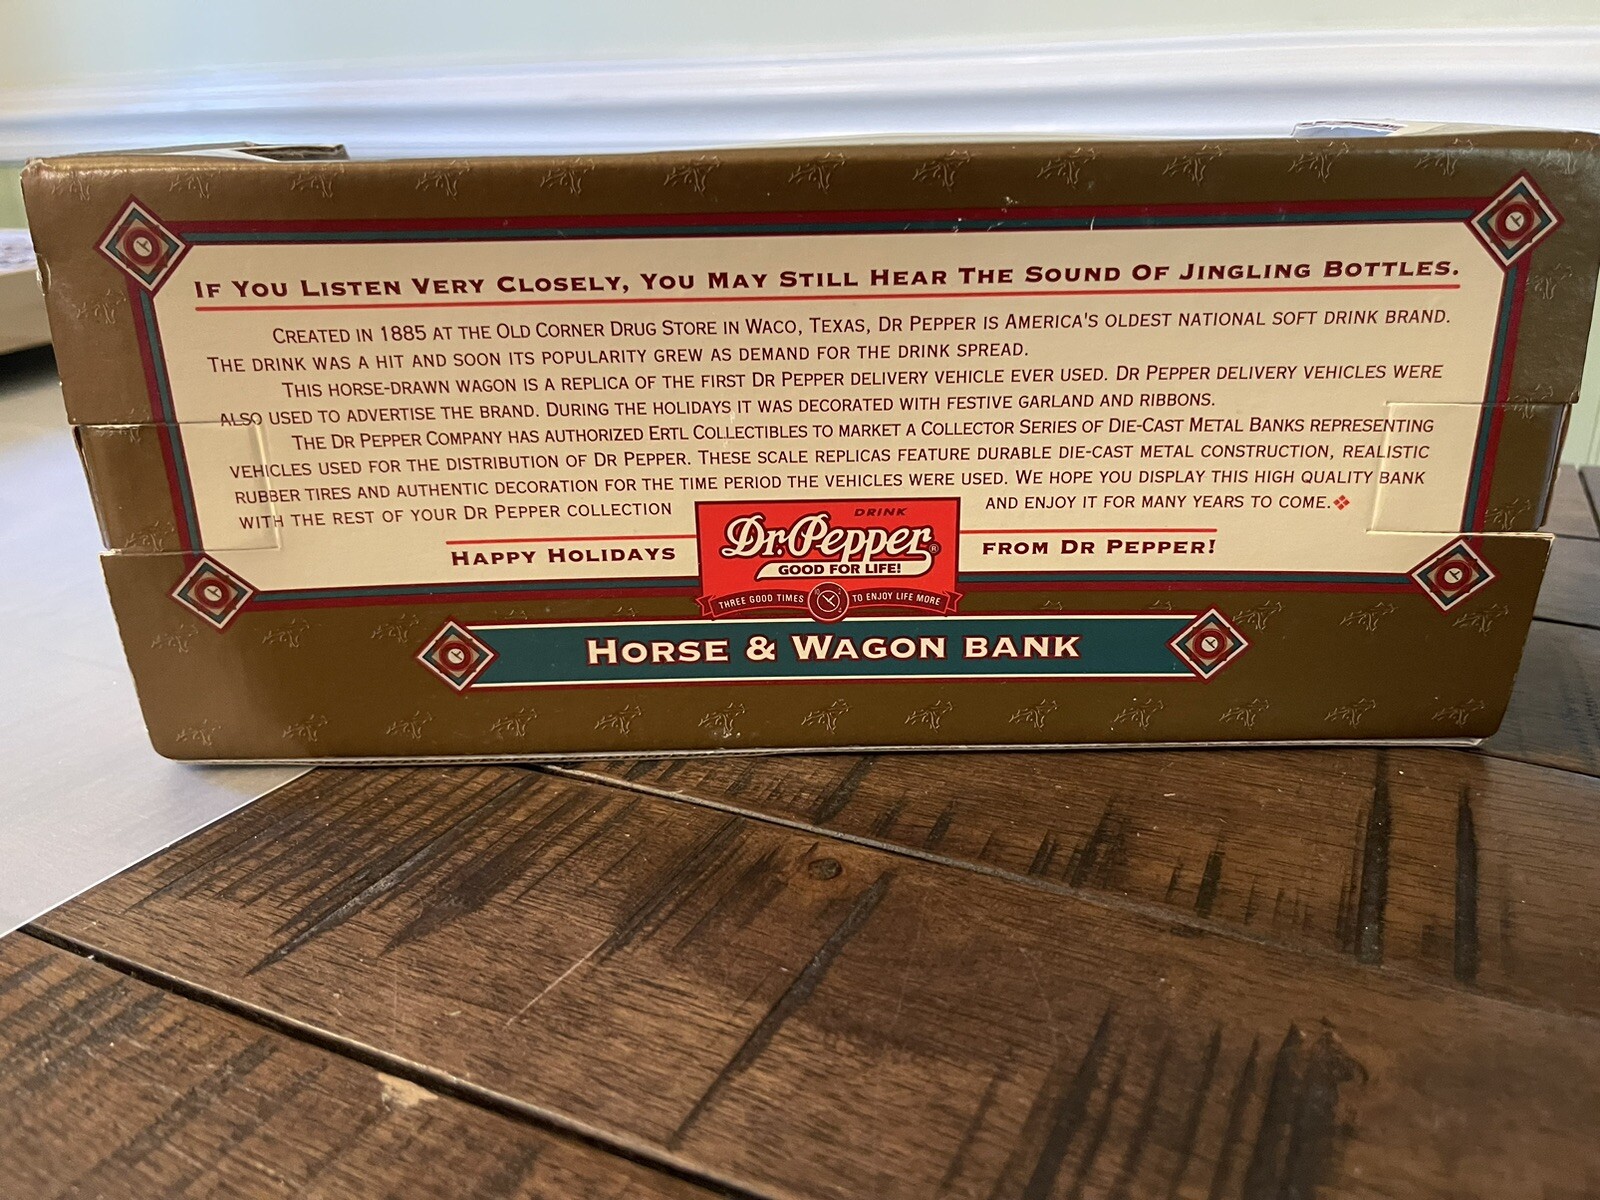 If You Listen Very Closely, You May Still Hear The Sound Of Jingling Bottles.
Created in 1885 at the Old Corner Drug Store in Waco, Texas, Dr Pepper is America's oldest national soft drink brand.
The drink was a hit and soon its popularity grew as demand for the drink spread.
This horse-drawn wagon is a replica of the first Dr Pepper delivery vehicle ever used. Dr Pepper delivery vehicles were
also used to advertise the brand. During the holidays it was decorated with festive garland and ribbons.
The Dr Pepper Company has authorized Ertl Collectibles to market a Collector Series of Die-Cast Metal Banks representing
vehicles used for the distribution of Dr Pepper. These scale replicas feature durable die-cast metal construction, realistic
rubber tires and authentic decoration for the time period the vehicles were used. We hope you display this high quality bank
with the rest of your Dr Pepper collection and enjoy it for many years to come.
Happy Holidays from Dr Pepper!
DRINK
Dr. Pepper®
GOOD FOR LIFE!
THREE GOOD TIMES TO ENJOY LIFE MORE
Horse & Wagon Bank